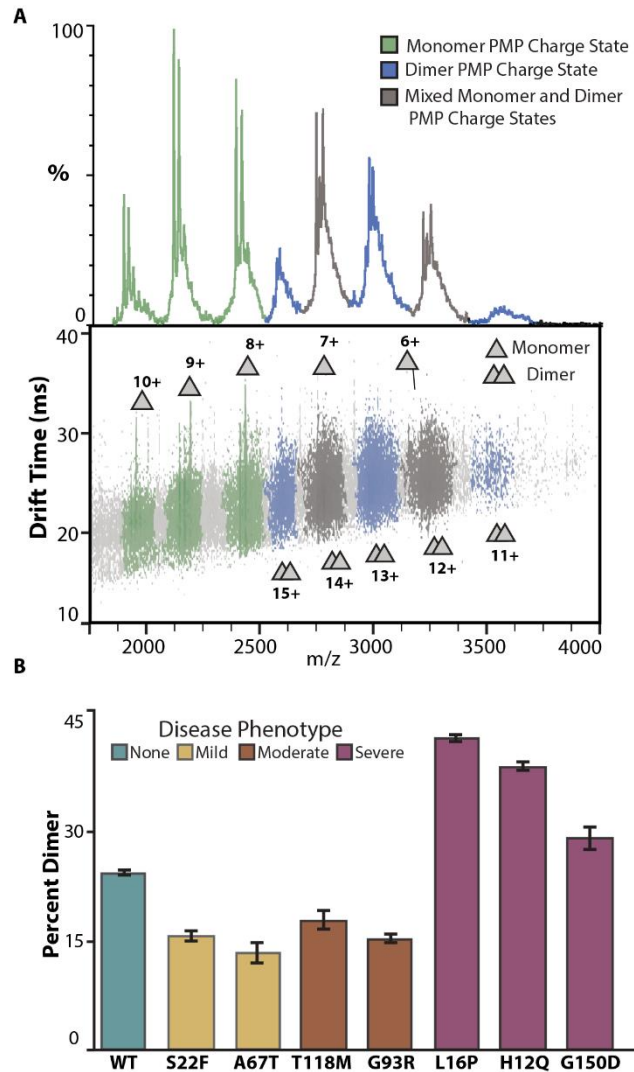 A
100
%
0
Monomer PMP Charge State
Dimer PMP Charge State
Mixed Monomer and Dimer
PMP Charge States
40
30
20
10
Drift Time (ms)
10+
9+
8+
7+
6+
Monomer
Dimer
15+
14+
13+
12+
11+
2000
2500
3000
3500
4000
m/z
B
45
30
15
0
Percent Dimer
Disease Phenotype
None Mild Moderate Severe
WT S22F A67T T118M G93R L16P H12Q G150D